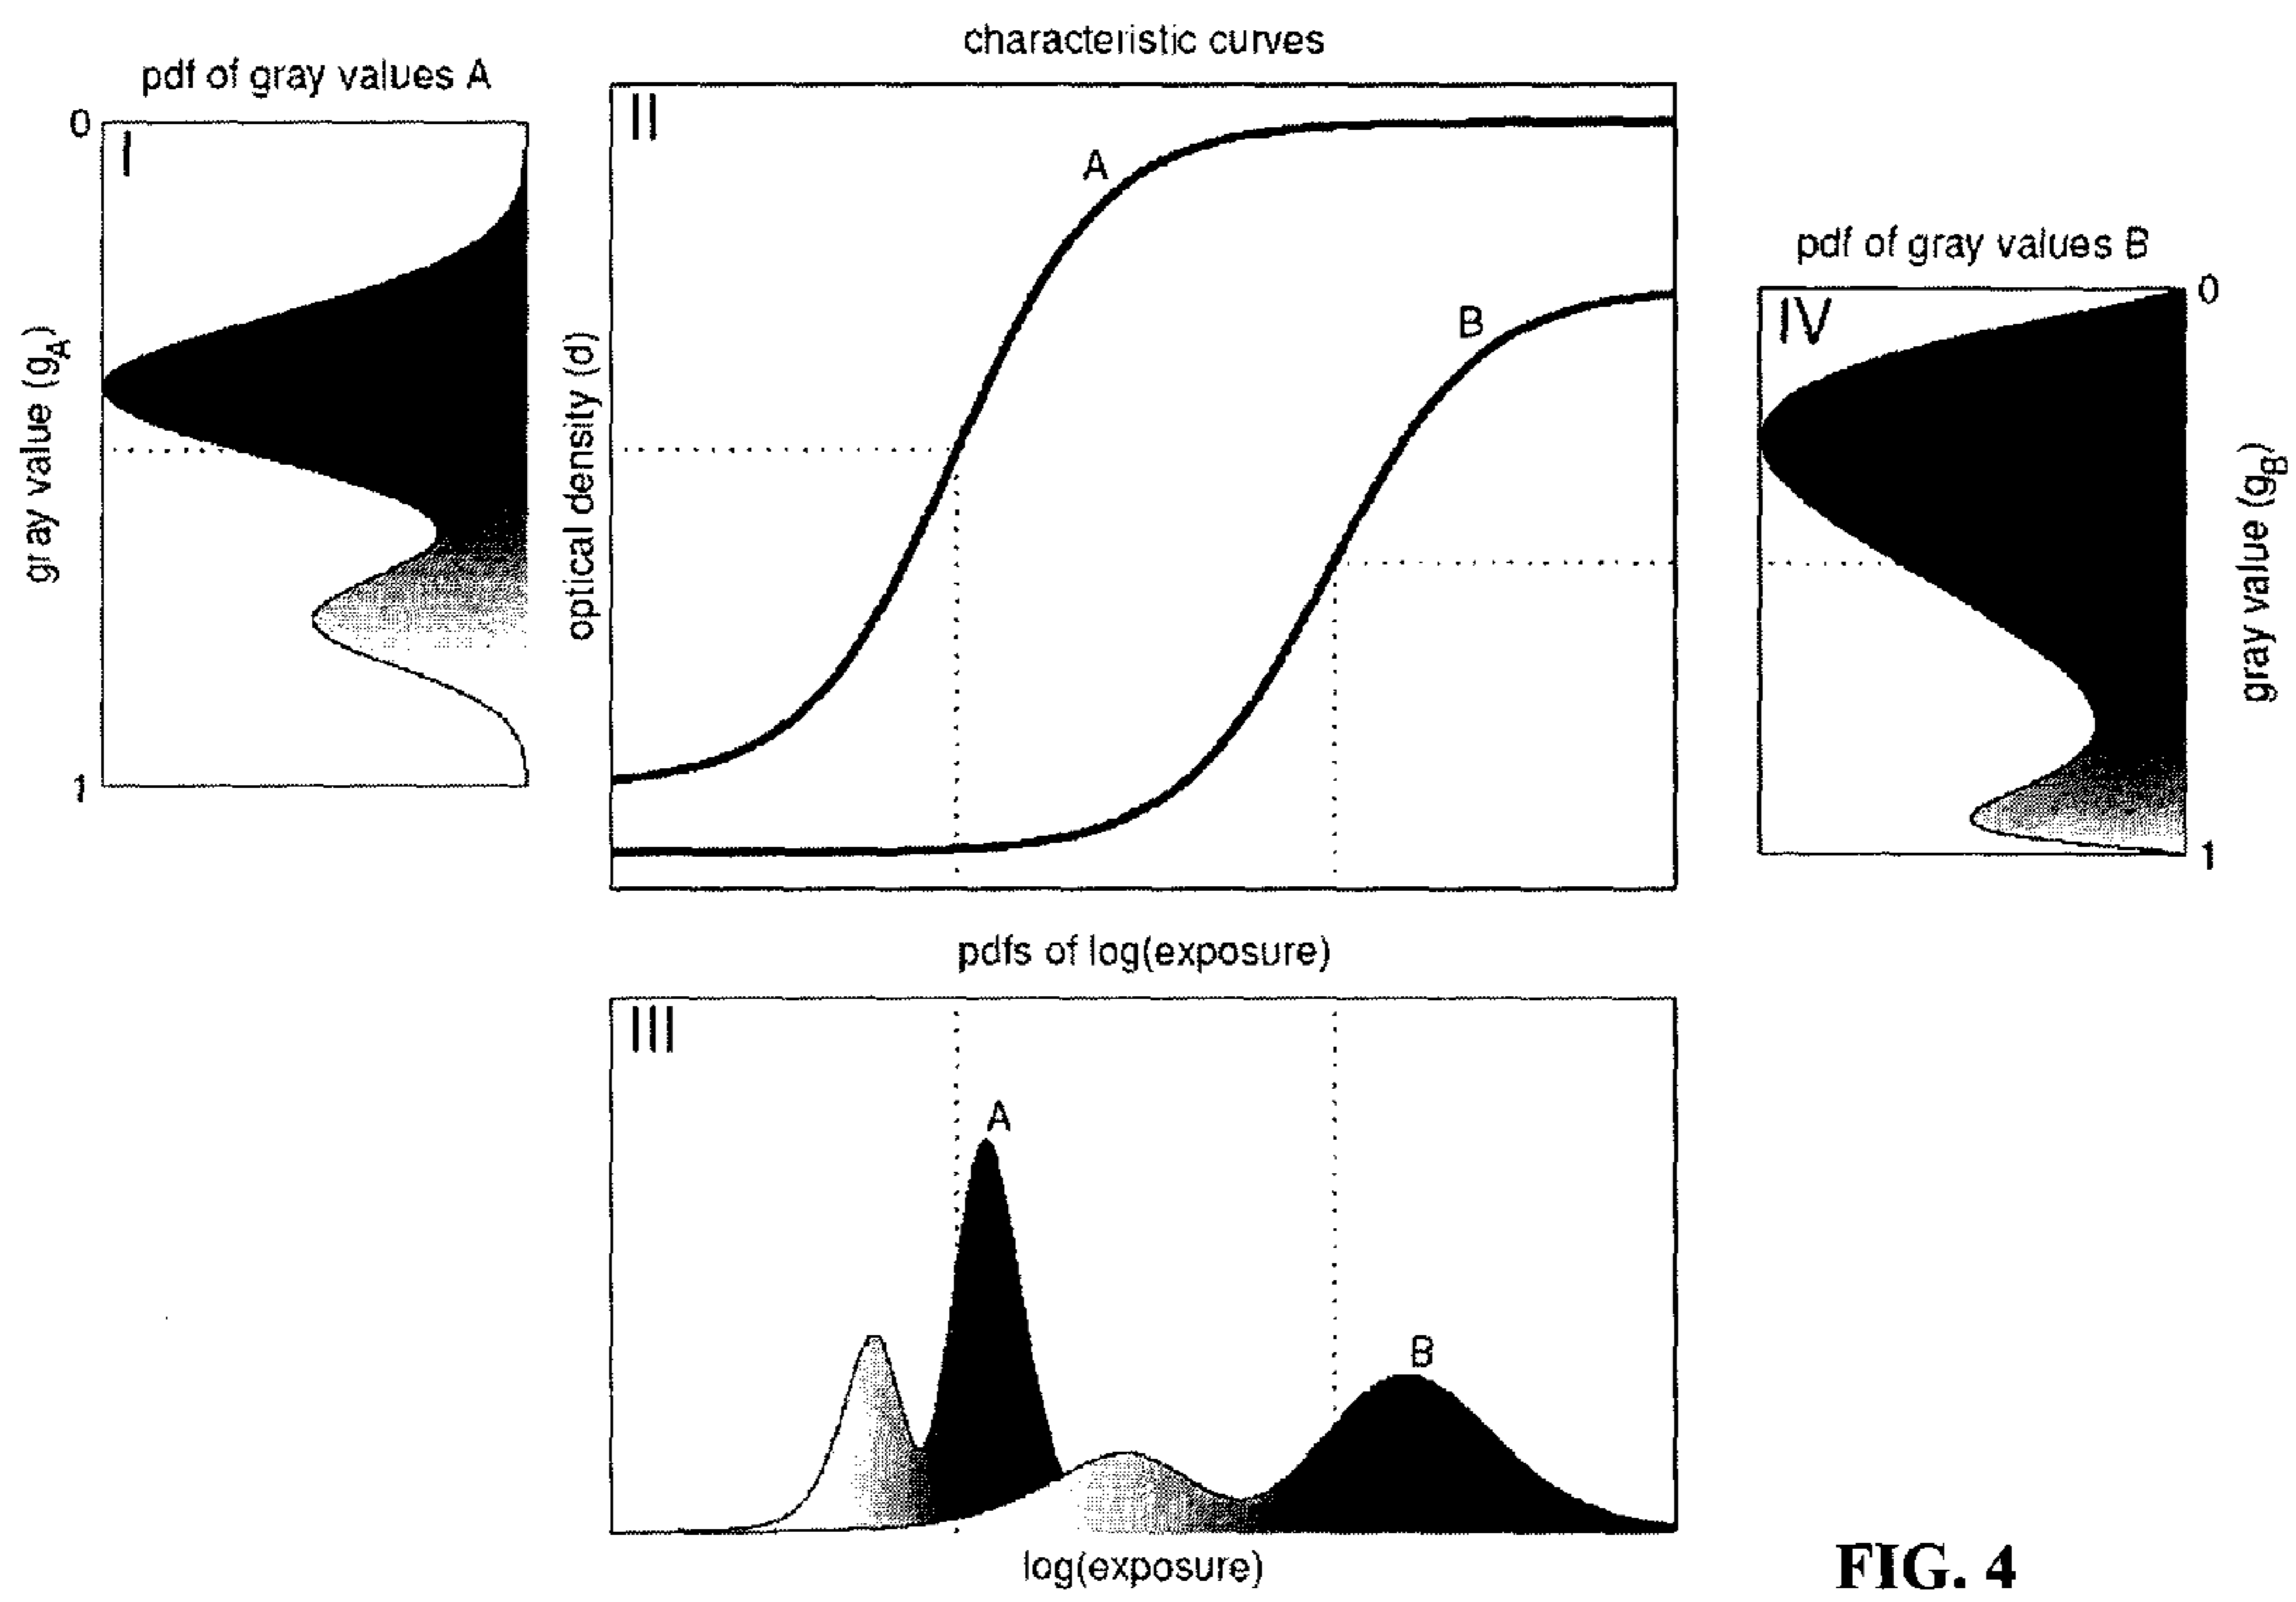 characteristic curves
pdf of gray values A
0
I
gray value (gA)
1
II
A
B
optical density (d)
pdf of gray values B
0
IV
gray value (gB)
1
pdfs of log(exposure)
III
A
B
log(exposure)
FIG. 4